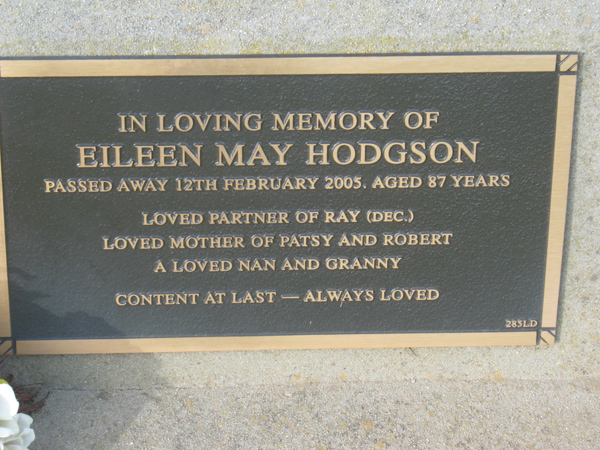 IN LOVING MEMORY OF
EILEEN MAY HODGSON
PASSED AWAY 12TH FEBRUARY 2005. AGED 87 YEARS
LOVED PARTNER OF RAY (DEC.)
LOVED MOTHER OF PATSY AND ROBERT
A LOVED NAN AND GRANNY
CONTENT AT LAST — ALWAYS LOVED
283LD